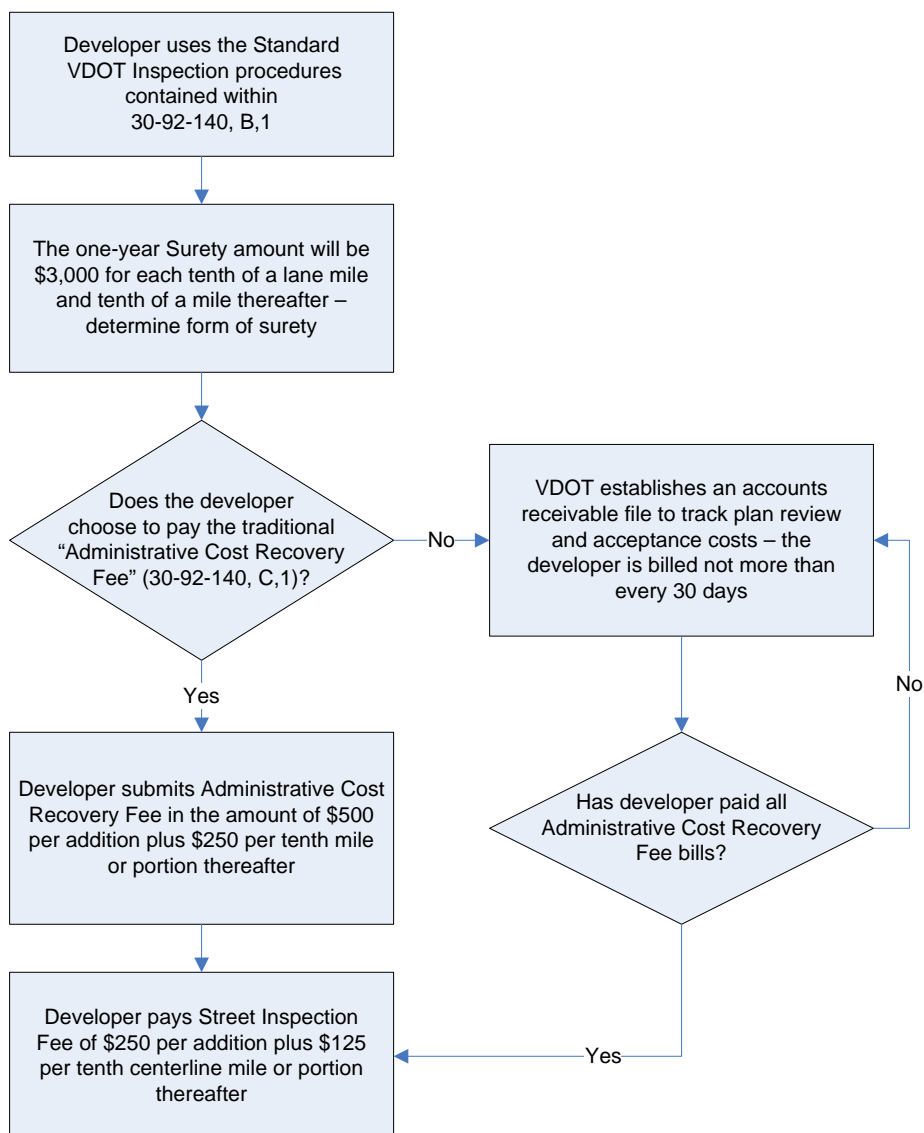 Developer uses the Standard
VDOT Inspection procedures
contained within
30-92-140, B,1
The one-year Surety amount will be
$3,000 for each tenth of a lane mile
and tenth of a mile thereafter –
determine form of surety
Does the developer
choose to pay the traditional
“Administrative Cost Recovery
Fee” (30-92-140, C,1)?
No
VDOT establishes an accounts
receivable file to track plan review
and acceptance costs – the
developer is billed not more than
every 30 days
No
Yes
Developer submits Administrative Cost
Recovery Fee in the amount of $500
per addition plus $250 per tenth mile
or portion thereafter
Has developer paid all
Administrative Cost Recovery
Fee bills?
Developer pays Street Inspection
Fee of $250 per addition plus $125
per tenth centerline mile or portion
thereafter
Yes